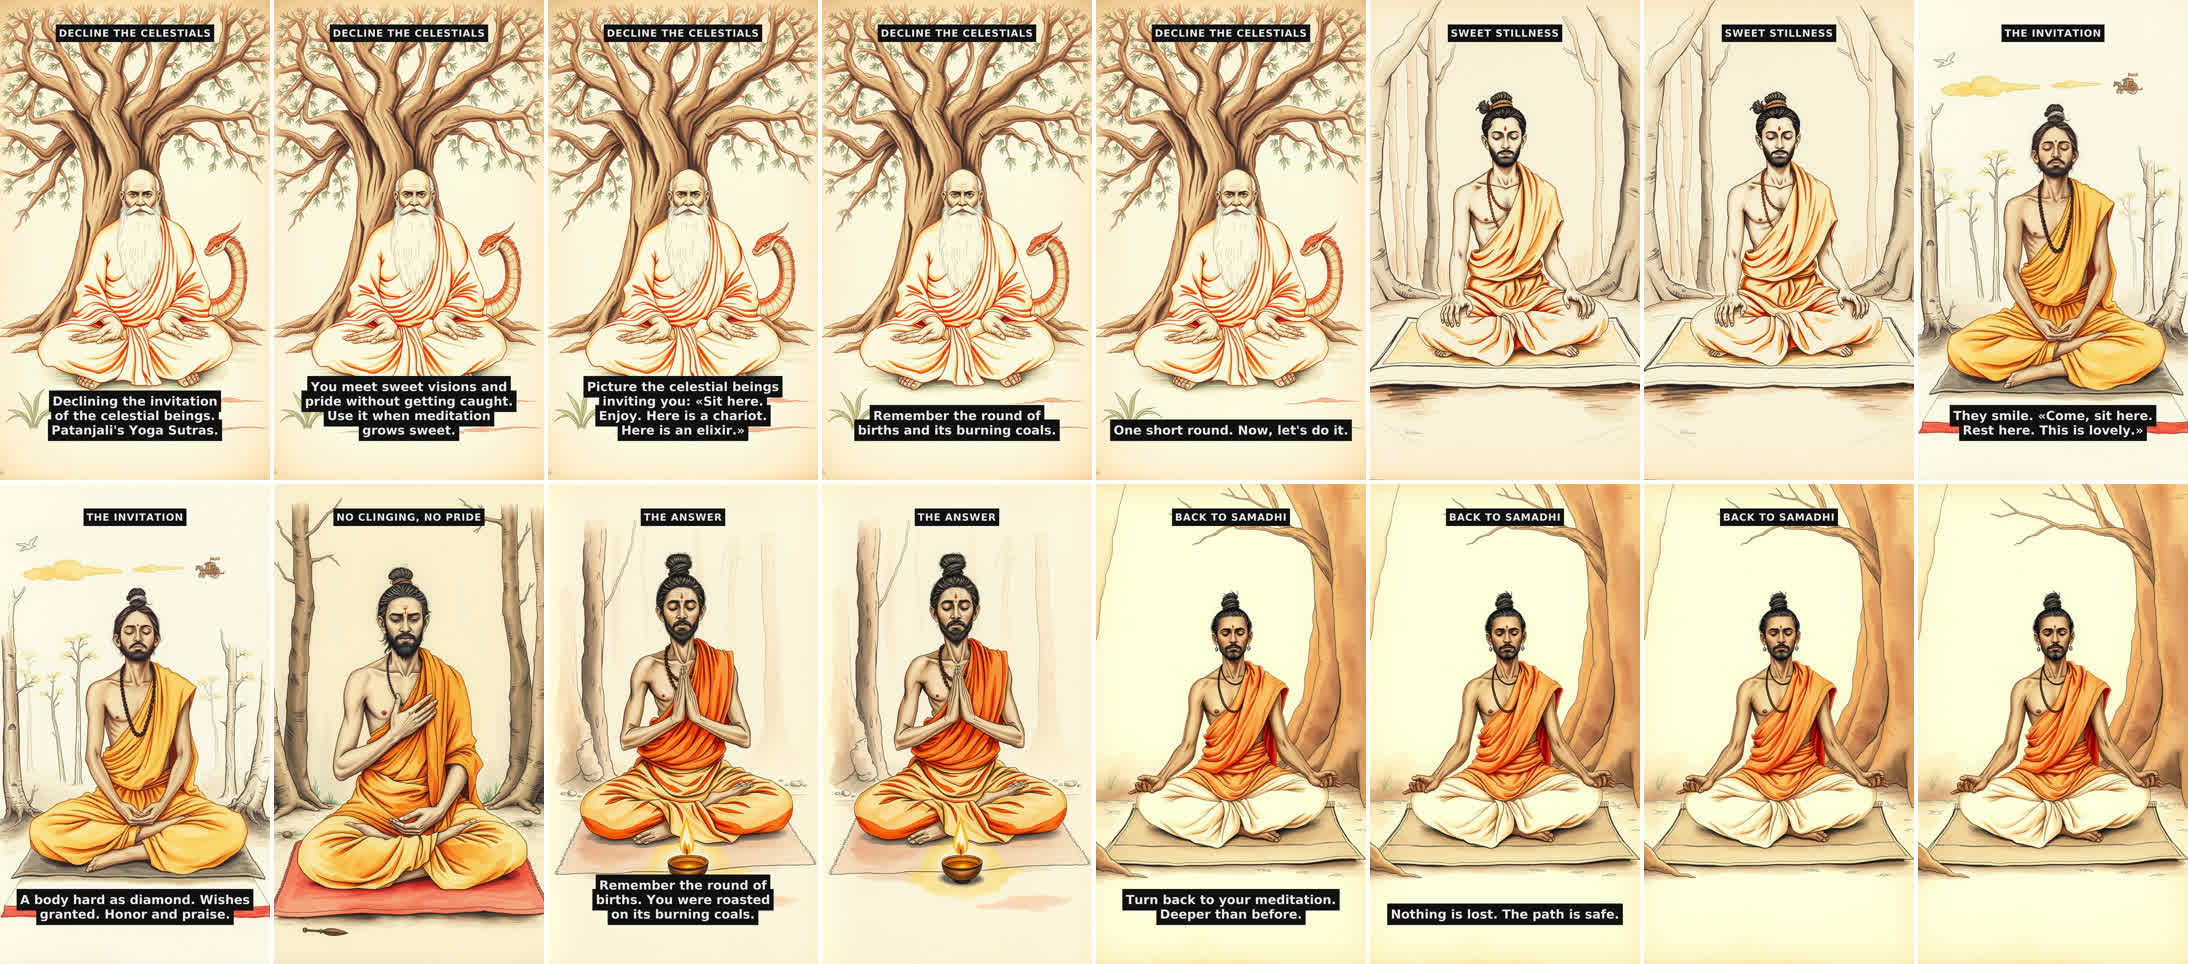 DECLINE THE CELESTIALS
Declining the invitation
of the celestial beings.
Patanjali's Yoga Sutras.
DECLINE THE CELESTIALS
You meet sweet visions and
pride without getting caught.
Use it when meditation
grows sweet.
DECLINE THE CELESTIALS
Picture the celestial beings
inviting you: «Sit here.
Enjoy. Here is a chariot.
Here is an elixir.»
DECLINE THE CELESTIALS
Remember the round of
births and its burning coals.
DECLINE THE CELESTIALS
One short round. Now, let's do it.
SWEET STILLNESS
SWEET STILLNESS
THE INVITATION
They smile. «Come, sit here.
Rest here. This is lovely.»
THE INVITATION
A body hard as diamond. Wishes
granted. Honor and praise.
NO CLINGING, NO PRIDE
THE ANSWER
Remember the round of
births. You were roasted
on its burning coals.
THE ANSWER
BACK TO SAMADHI
Turn back to your meditation.
Deeper than before.
BACK TO SAMADHI
Nothing is lost. The path is safe.
BACK TO SAMADHI